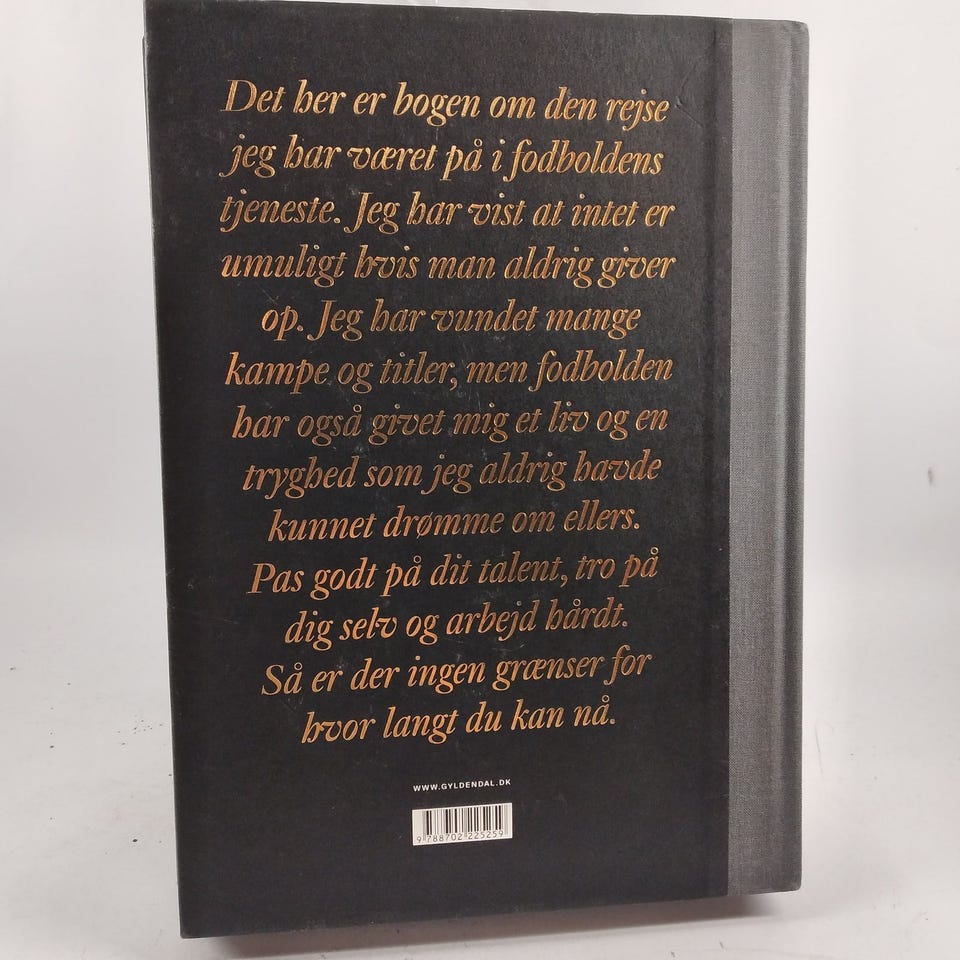 Det her er bogen om den rejse
jeg har været på i fodboldens
tjeneste. Jeg har vist at intet er
umuligt hvis man aldrig giver
op. Jeg har vundet mange
kampe og titler, men fodbolden
har også givet mig et liv og en
tryghed som jeg aldrig havde
kunnet drømme om ellers.
Pas godt på dit talent, tro på
dig selv og arbejd hårdt.
Så er der ingen grænser for
hvor langt du kan nå.
WWW.GYLDENDAL.DK
9 788702 225259